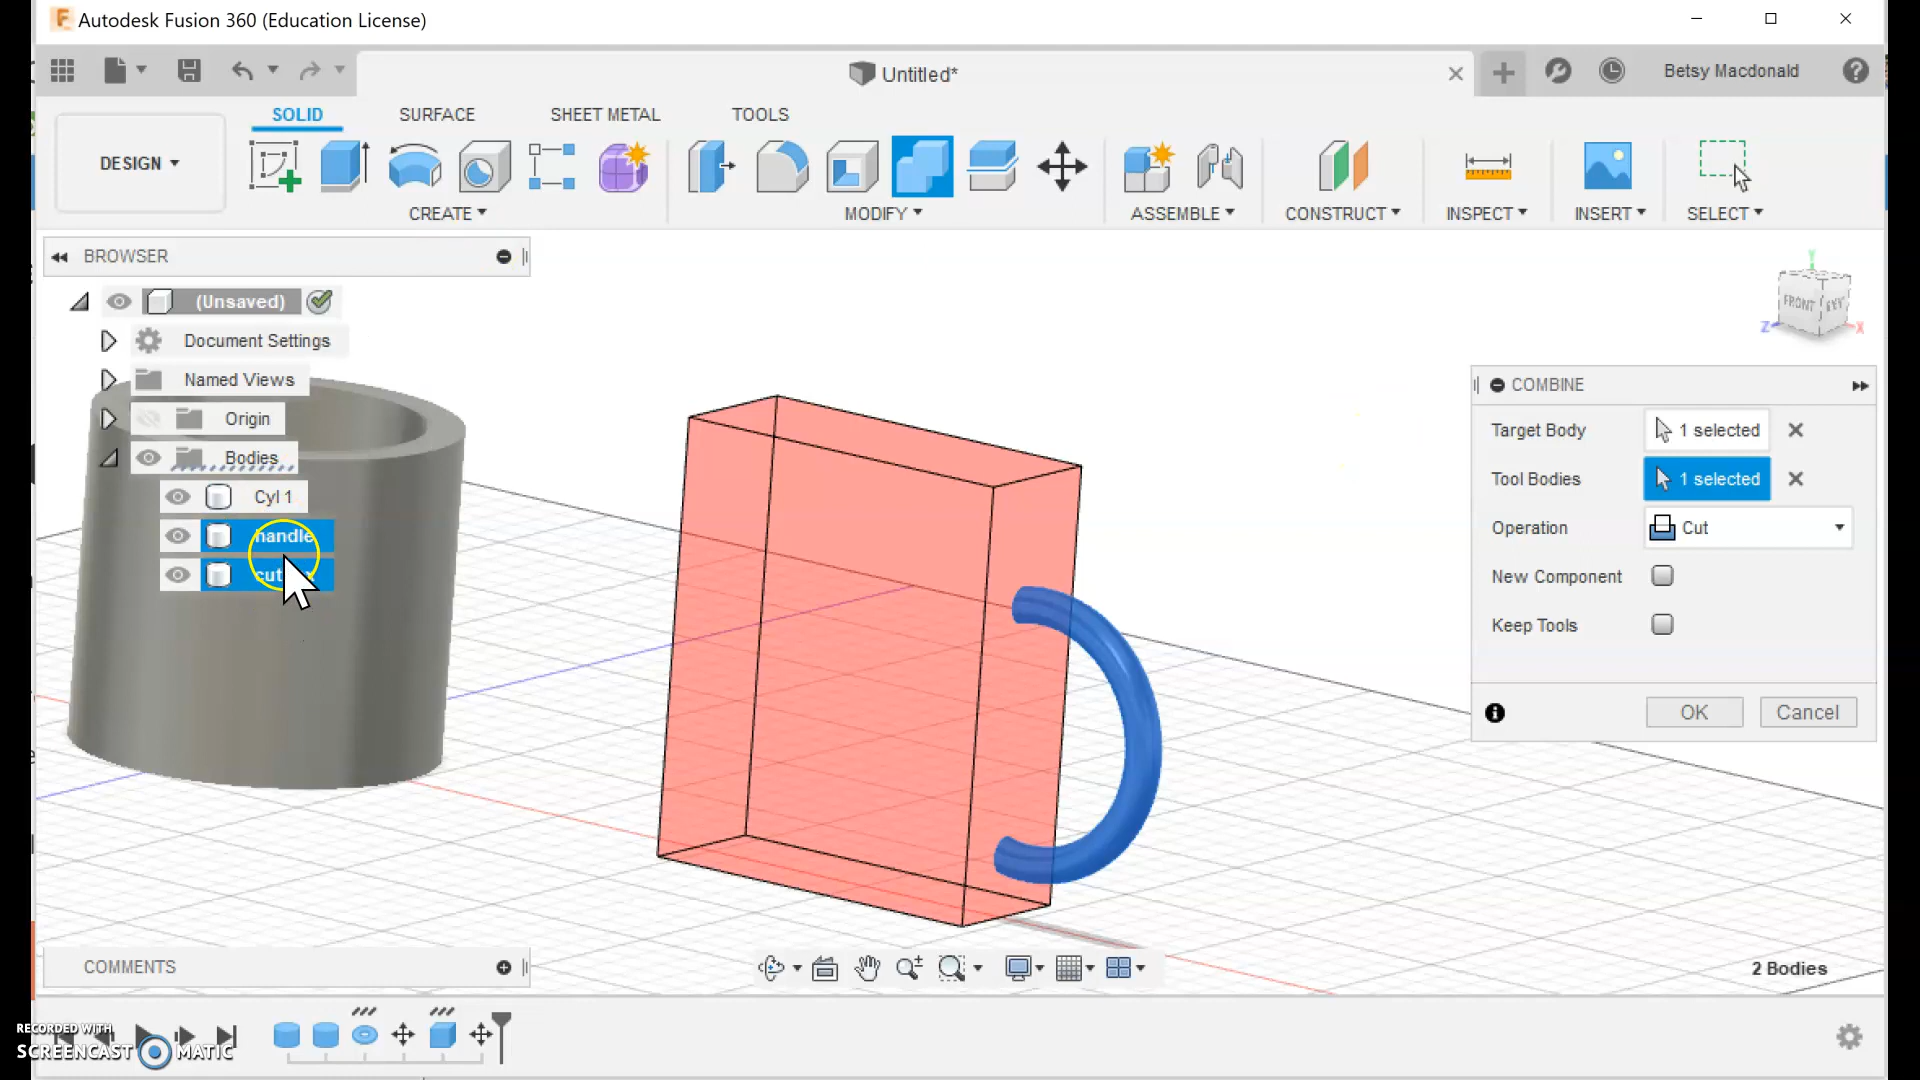 Autodesk Fusion 360 (Education License)
Untitled*
Betsy Macdonald
SOLID
SURFACE
SHEET METAL
TOOLS
DESIGN
CREATE
MODIFY
ASSEMBLE
CONSTRUCT
INSPECT
INSERT
SELECT
BROWSER
(Unsaved)
Document Settings
Named Views
Origin
Bodies
Cyl 1
handle
cut
Y
FRONT
Z
X
COMBINE
Target Body
1 selected
Tool Bodies
1 selected
Operation
Cut
New Component
Keep Tools
OK
Cancel
COMMENTS
2 Bodies
RECORDED WITH
SCREENCAST MATIC